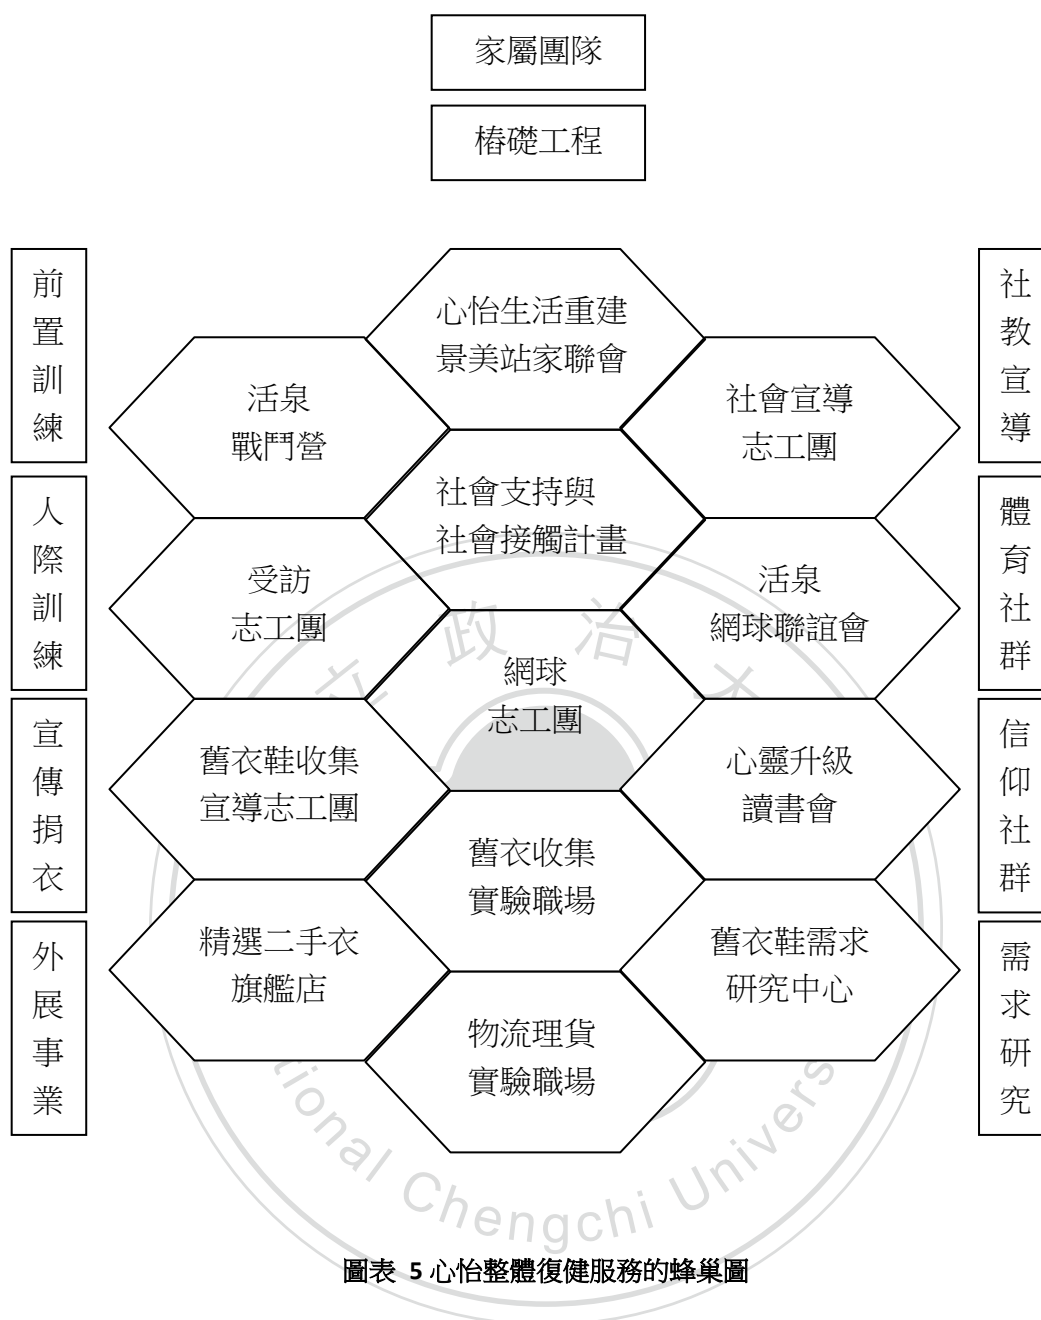 家屬團隊
樁礎工程
前置訓練
人際訓練
宣傳捐衣
外展事業
心怡生活重建
景美站家聯會
活泉
戰鬥營
社會宣導
志工團
社會支持與
社會接觸計畫
受訪
志工團
活泉
網球聯誼會
網球
志工團
舊衣鞋收集
宣導志工團
心靈升級
讀書會
舊衣收集
實驗職場
精選二手衣
旗艦店
舊衣鞋需求
研究中心
物流理貨
實驗職場
社教宣導
體育社群
信仰社群
需求研究
立政治大
tional Chengchi Univers
圖表 5 心怡整體復健服務的蜂巢圖